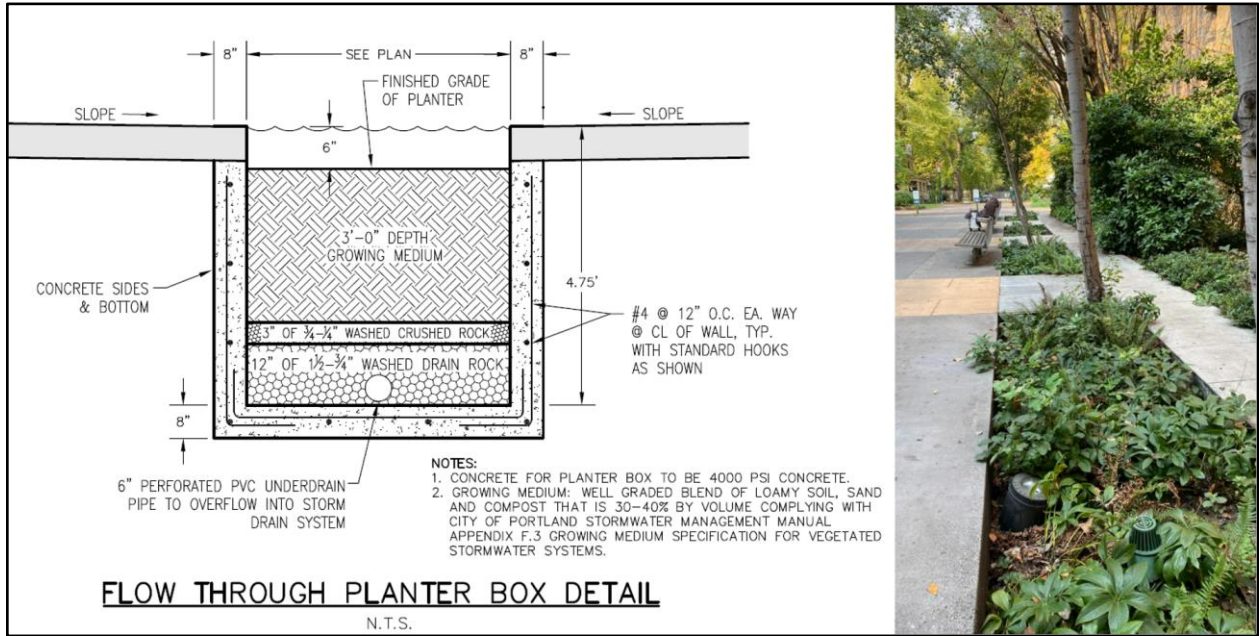 8"
SEE PLAN
8"
FINISHED GRADE
OF PLANTER
SLOPE
SLOPE
6"
3'-0" DEPTH
GROWING MEDIUM
4.75'
CONCRETE SIDES
& BOTTOM
#4 @ 12" O.C. EA. WAY
@ CL OF WALL, TYP.
WITH STANDARD HOOKS
AS SHOWN
3" OF ¾-¼" WASHED CRUSHED ROCK
12" OF 1½-¾" WASHED DRAIN ROCK
8"
6" PERFORATED PVC UNDERDRAIN
PIPE TO OVERFLOW INTO STORM
DRAIN SYSTEM
NOTES:
1. CONCRETE FOR PLANTER BOX TO BE 4000 PSI CONCRETE.
2. GROWING MEDIUM: WELL GRADED BLEND OF LOAMY SOIL, SAND
AND COMPOST THAT IS 30-40% BY VOLUME COMPLYING WITH
CITY OF PORTLAND STORMWATER MANAGEMENT MANUAL
APPENDIX F.3 GROWING MEDIUM SPECIFICATION FOR VEGETATED
STORMWATER SYSTEMS.
FLOW THROUGH PLANTER BOX DETAIL
N.T.S.